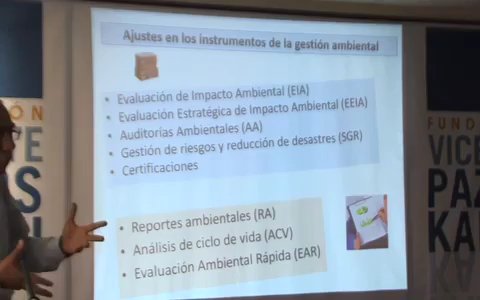 Ajustes en los instrumentos de la gestión ambiental
• Evaluación de Impacto Ambiental (EIA)
• Evaluación Estratégica de Impacto Ambiental (EEIA)
• Auditorías Ambientales (AA)
• Gestión de riesgos y reducción de desastres (SGR)
• Certificaciones
• Reportes ambientales (RA)
• Análisis de ciclo de vida (ACV)
• Evaluación Ambiental Rápida (EAR)
FUND
VICE
PAZ
KA